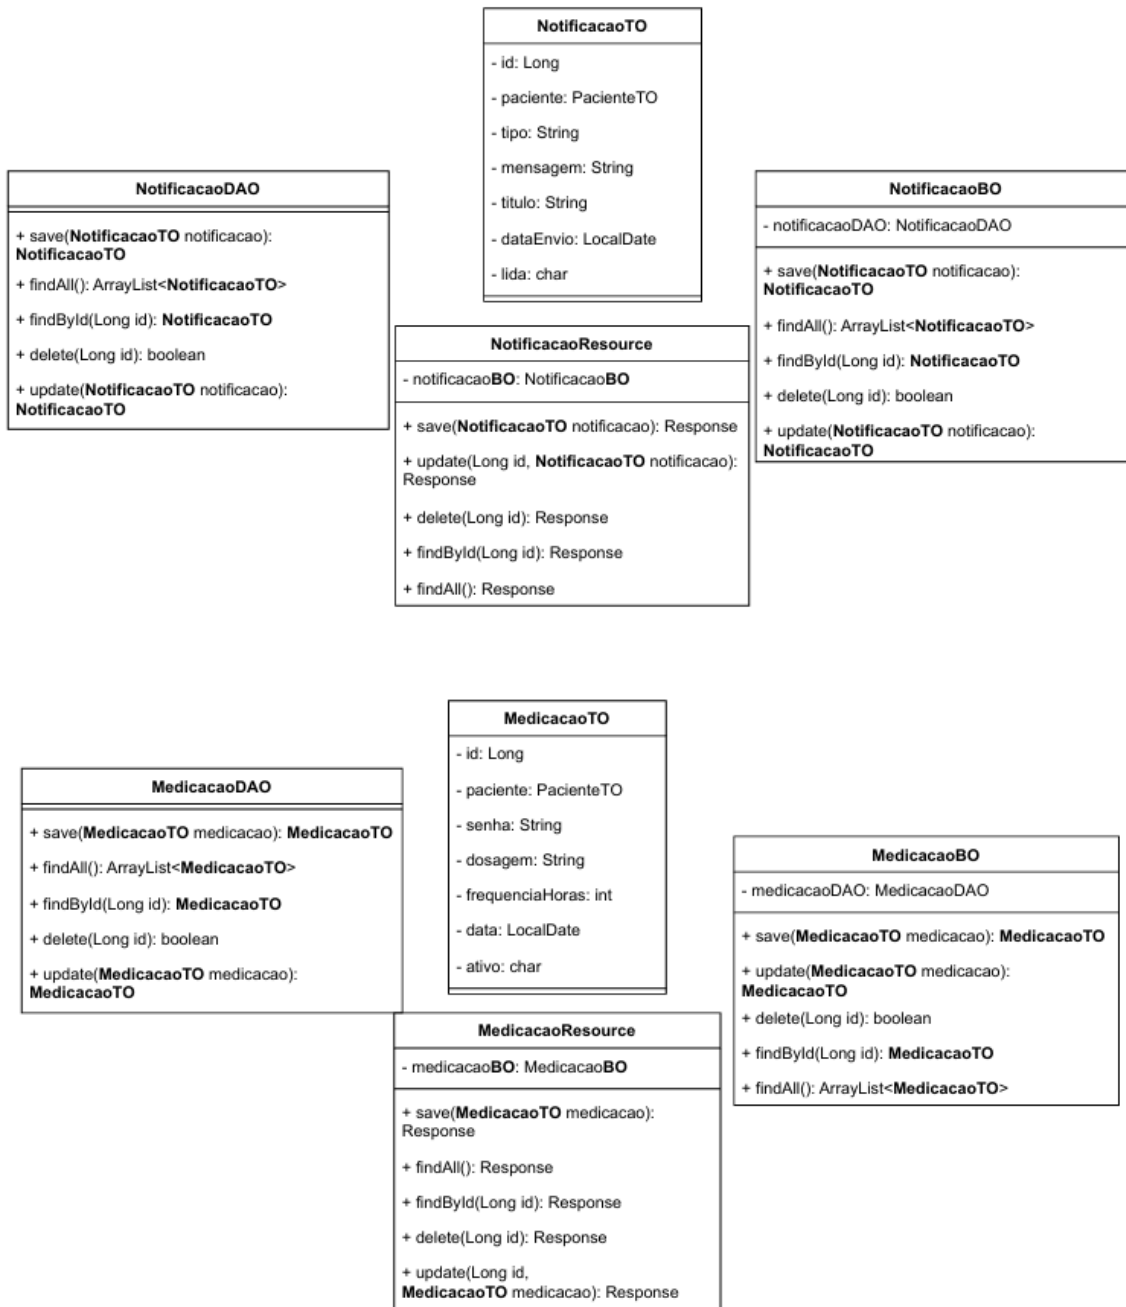 NotificacaoTO
- id: Long
- paciente: PacienteTO
- tipo: String
- mensagem: String
- titulo: String
- dataEnvio: LocalDate
- lida: char
NotificacaoDAO
+ save(NotificacaoTO notificacao):
NotificacaoTO
+ findAll(): ArrayList<NotificacaoTO>
+ findById(Long id): NotificacaoTO
+ delete(Long id): boolean
+ update(NotificacaoTO notificacao):
NotificacaoTO
NotificacaoBO
- notificacaoDAO: NotificacaoDAO
+ save(NotificacaoTO notificacao):
NotificacaoTO
+ findAll(): ArrayList<NotificacaoTO>
+ findById(Long id): NotificacaoTO
+ delete(Long id): boolean
+ update(NotificacaoTO notificacao):
NotificacaoTO
NotificacaoResource
- notificacaoBO: NotificacaoBO
+ save(NotificacaoTO notificacao): Response
+ update(Long id, NotificacaoTO notificacao):
Response
+ delete(Long id): Response
+ findById(Long id): Response
+ findAll(): Response
MedicacaoTO
- id: Long
- paciente: PacienteTO
- senha: String
- dosagem: String
- frequenciaHoras: int
- data: LocalDate
- ativo: char
MedicacaoDAO
+ save(MedicacaoTO medicacao): MedicacaoTO
+ findAll(): ArrayList<MedicacaoTO>
+ findById(Long id): MedicacaoTO
+ delete(Long id): boolean
+ update(MedicacaoTO medicacao):
MedicacaoTO
MedicacaoBO
- medicacaoDAO: MedicacaoDAO
+ save(MedicacaoTO medicacao): MedicacaoTO
+ update(MedicacaoTO medicacao):
MedicacaoTO
+ delete(Long id): boolean
+ findById(Long id): MedicacaoTO
+ findAll(): ArrayList<MedicacaoTO>
MedicacaoResource
- medicacaoBO: MedicacaoBO
+ save(MedicacaoTO medicacao):
Response
+ findAll(): Response
+ findById(Long id): Response
+ delete(Long id): Response
+ update(Long id,
MedicacaoTO medicacao): Response